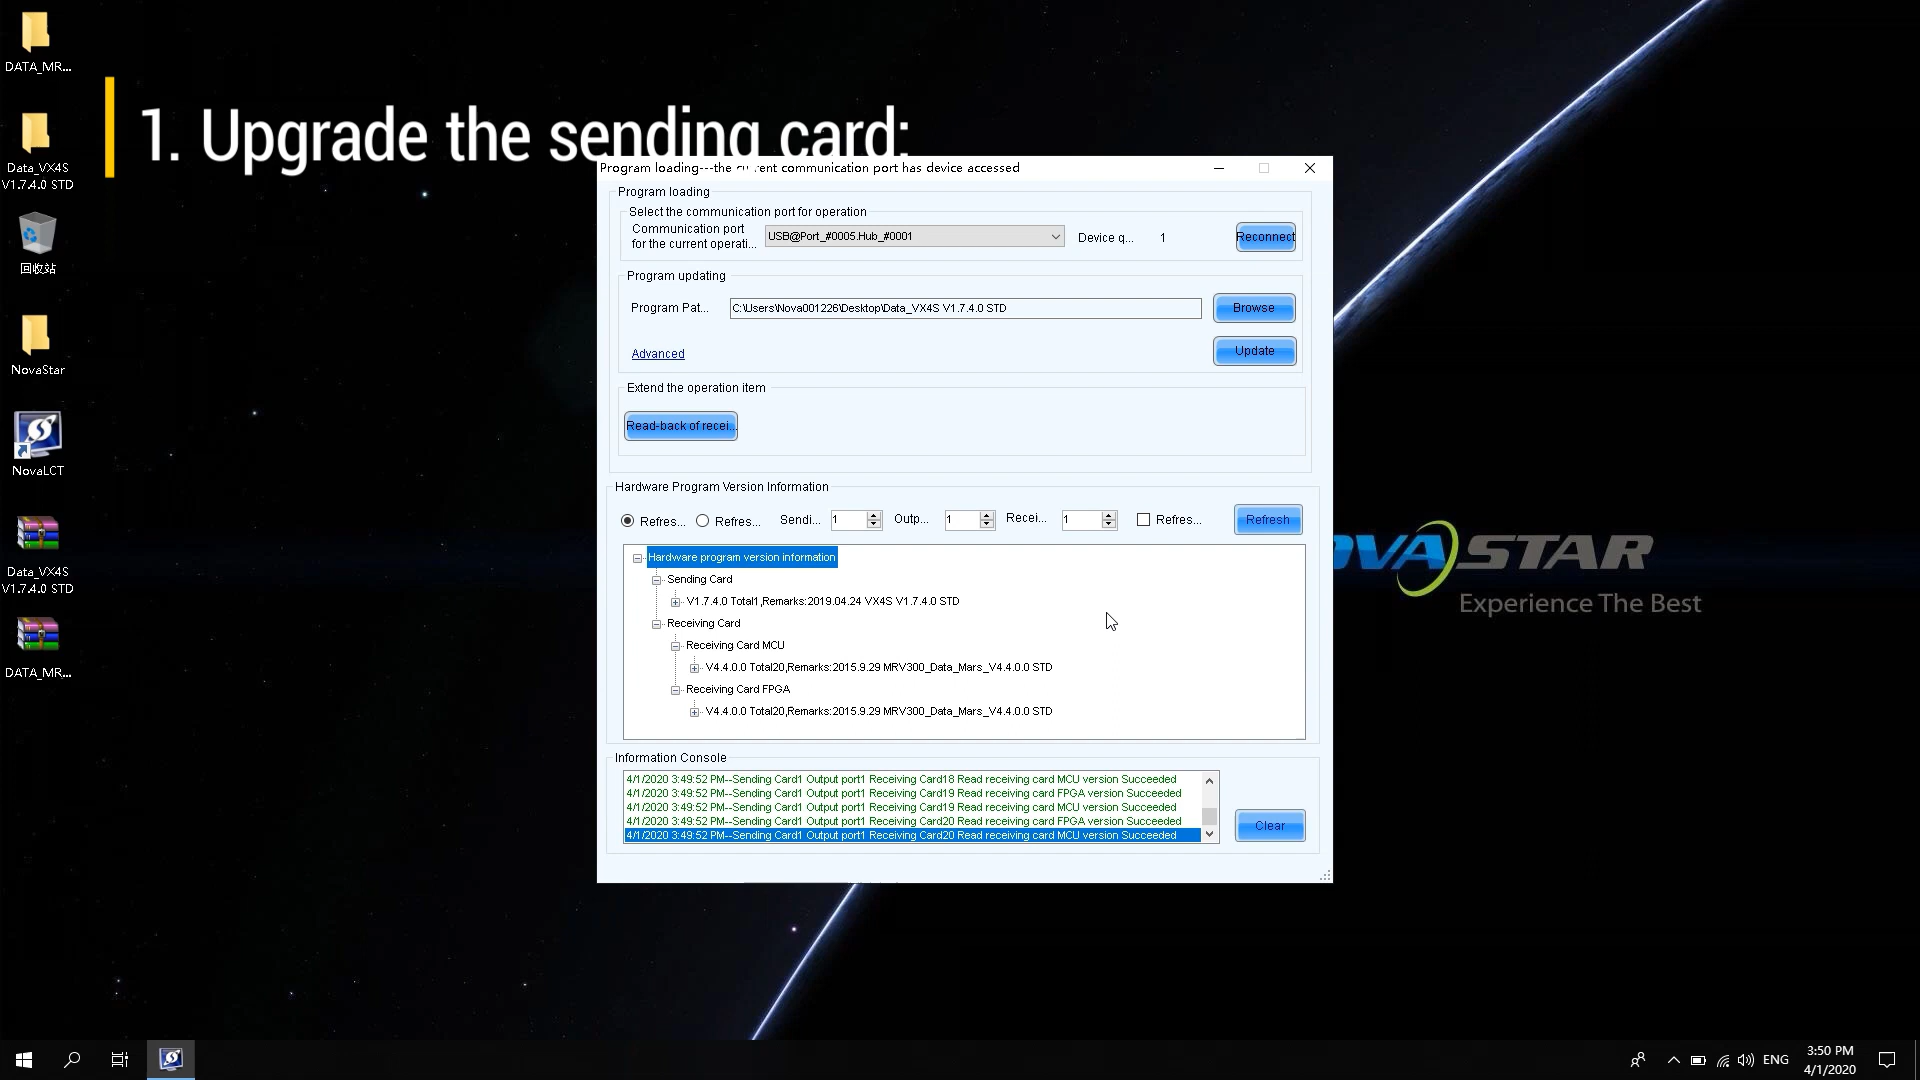 DATA_MR...
Data_VX4S
V1.7.4.0 STD
回收站
NovaStar
NovaLCT
Data_VX4S
V1.7.4.0 STD
DATA_MR...
1. Upgrade the sending card:
Program loading---the current communication port has device accessed
Program loading
Select the communication port for operation
Communication port
for the current operati...
USB@Port_#0005.Hub_#0001
Device q...
1
Reconnect
Program updating
Program Pat...
C:\Users\Nova001226\Desktop\Data_VX4S V1.7.4.0 STD
Browse
Advanced
Update
Extend the operation item
Read-back of recei...
Hardware Program Version Information
Refres...
Refres...
Sendi...
1
Outp...
1
Recei...
1
Refres...
Refresh
Hardware program version information
Sending Card
V1.7.4.0 Total1,Remarks:2019.04.24 VX4S V1.7.4.0 STD
Receiving Card
Receiving Card MCU
V4.4.0.0 Total20,Remarks:2015.9.29 MRV300_Data_Mars_V4.4.0.0 STD
Receiving Card FPGA
V4.4.0.0 Total20,Remarks:2015.9.29 MRV300_Data_Mars_V4.4.0.0 STD
Information Console
4/1/2020 3:49:52 PM--Sending Card1 Output port1 Receiving Card18 Read receiving card MCU version Succeeded
4/1/2020 3:49:52 PM--Sending Card1 Output port1 Receiving Card19 Read receiving card FPGA version Succeeded
4/1/2020 3:49:52 PM--Sending Card1 Output port1 Receiving Card19 Read receiving card MCU version Succeeded
4/1/2020 3:49:52 PM--Sending Card1 Output port1 Receiving Card20 Read receiving card FPGA version Succeeded
4/1/2020 3:49:52 PM--Sending Card1 Output port1 Receiving Card20 Read receiving card MCU version Succeeded
Clear
OVASTAR
Experience The Best
ENG
3:50 PM
4/1/2020